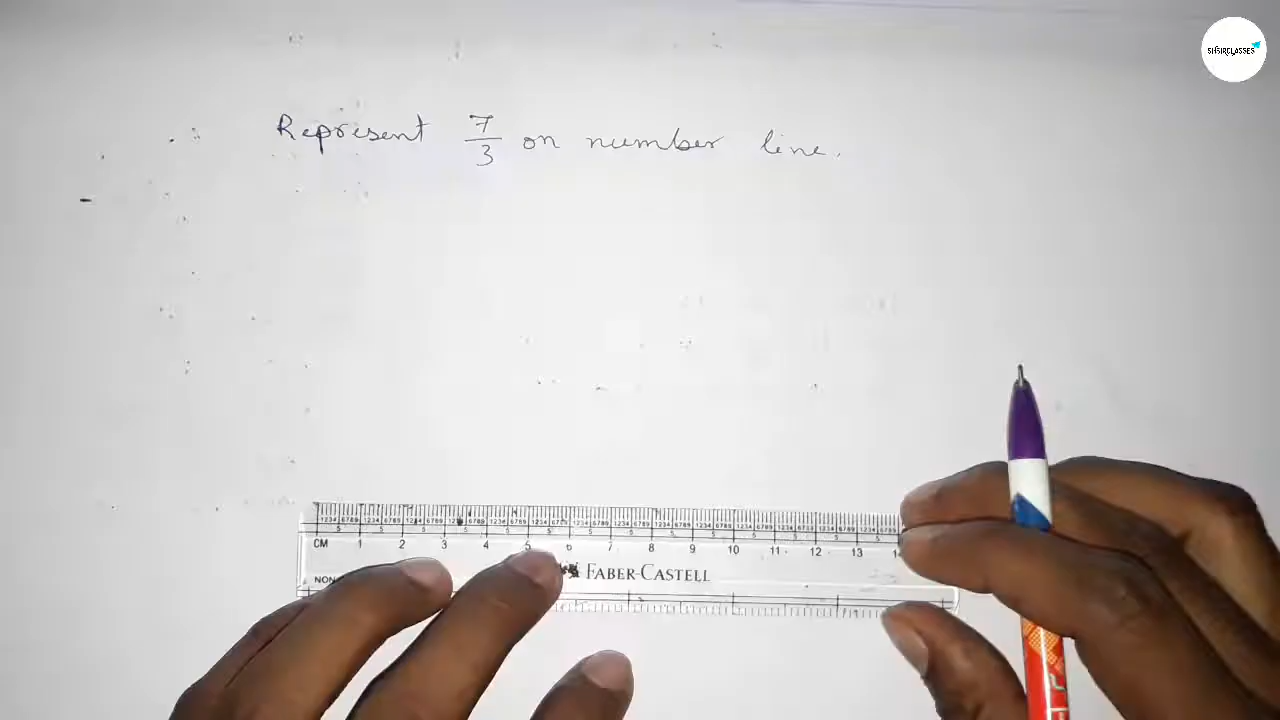 SHSIRCLASSES
Represent 7/3 on number line.
CM 1 2 3 4 5 6 7 8 9 10 11 12 13
FABER-CASTELL
NON